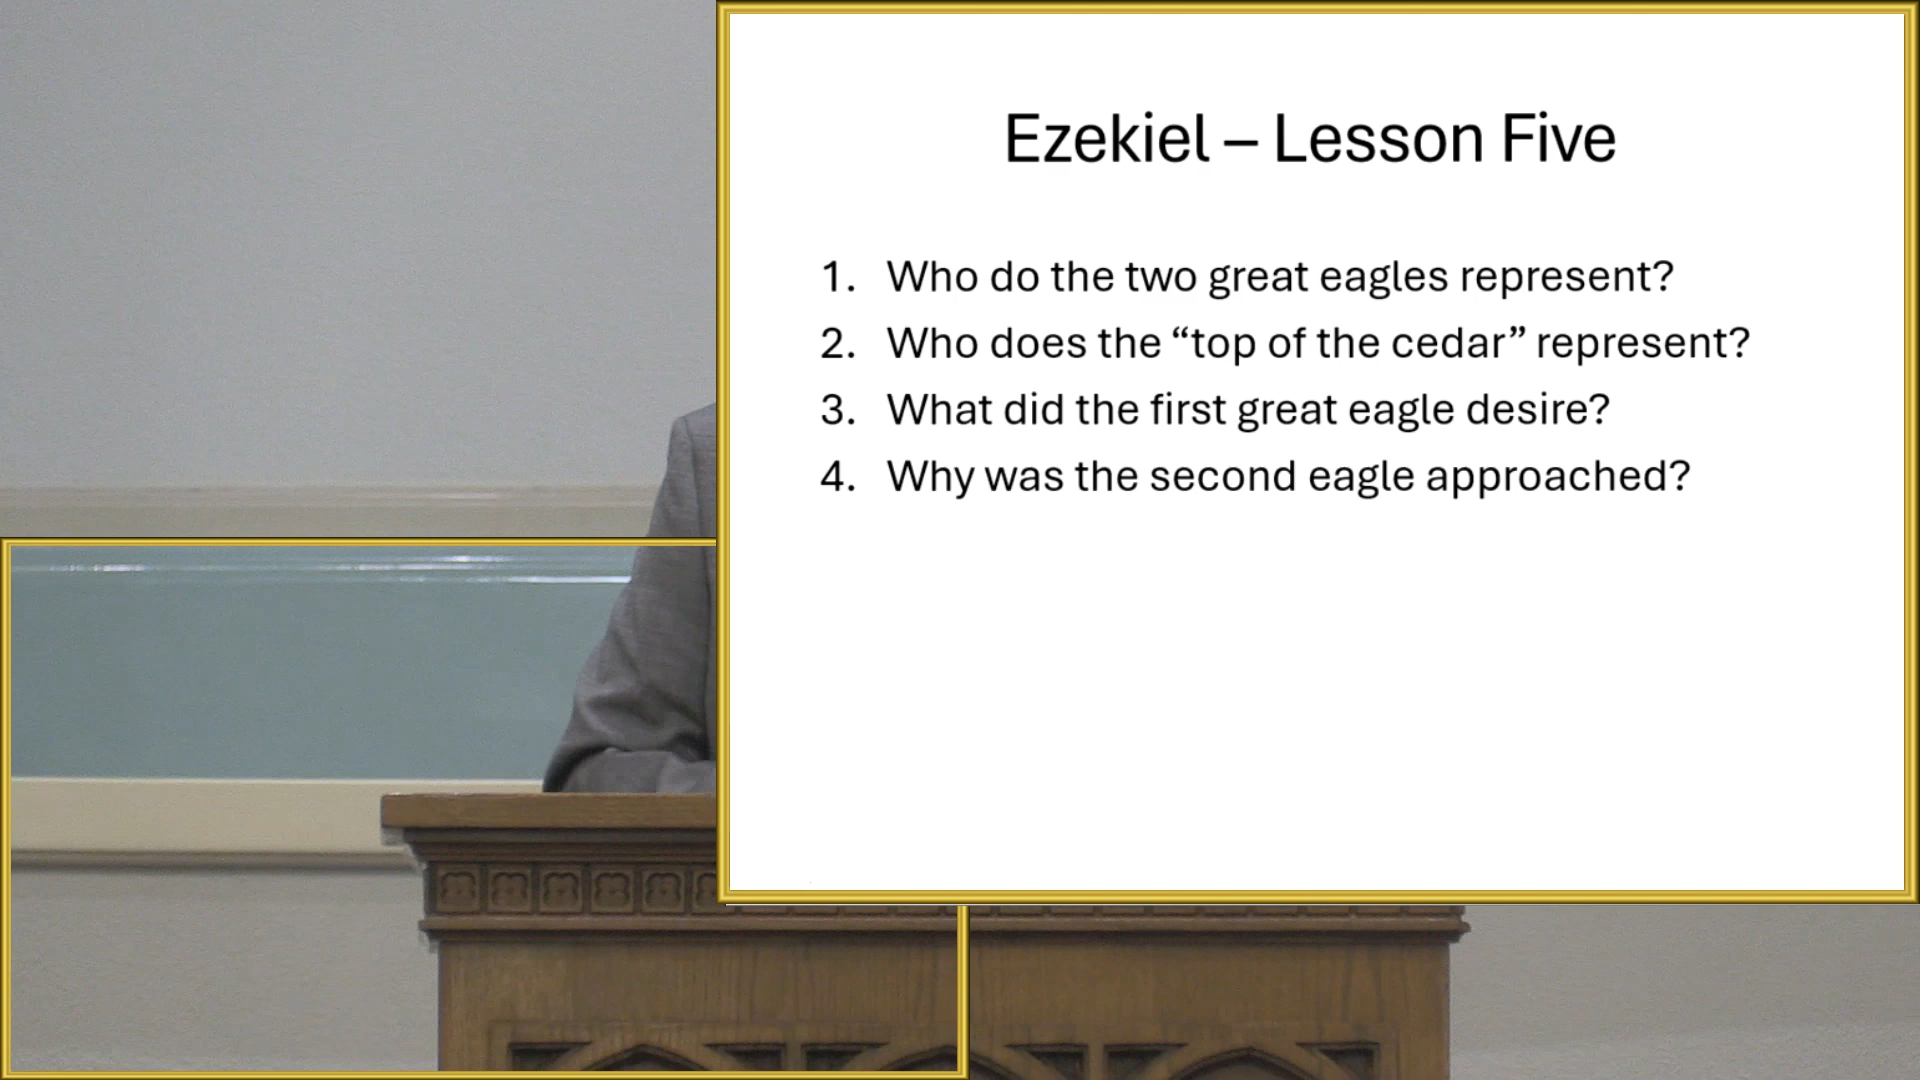 Ezekiel – Lesson Five
1. Who do the two great eagles represent?
2. Who does the “top of the cedar” represent?
3. What did the first great eagle desire?
4. Why was the second eagle approached?